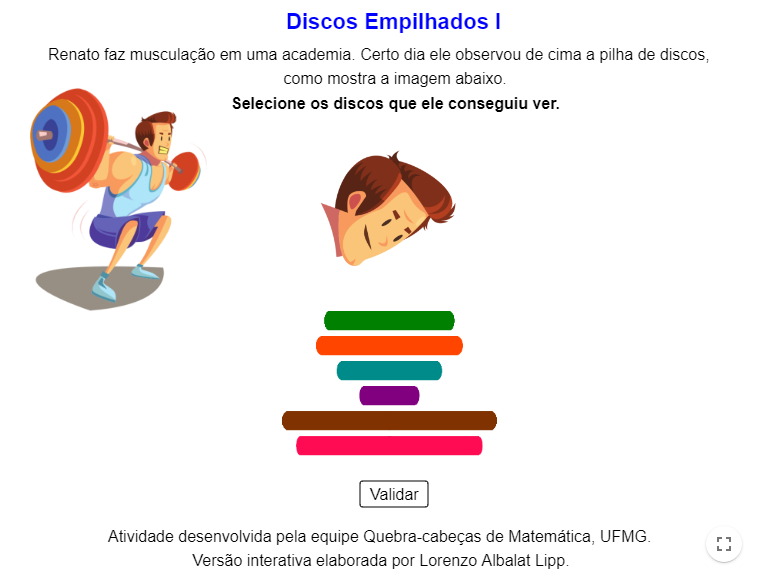 Discos Empilhados I
Renato faz musculação em uma academia. Certo dia ele observou de cima a pilha de discos,
como mostra a imagem abaixo.
Selecione os discos que ele conseguiu ver.
Validar
Atividade desenvolvida pela equipe Quebra-cabeças de Matemática, UFMG.
Versão interativa elaborada por Lorenzo Albalat Lipp.